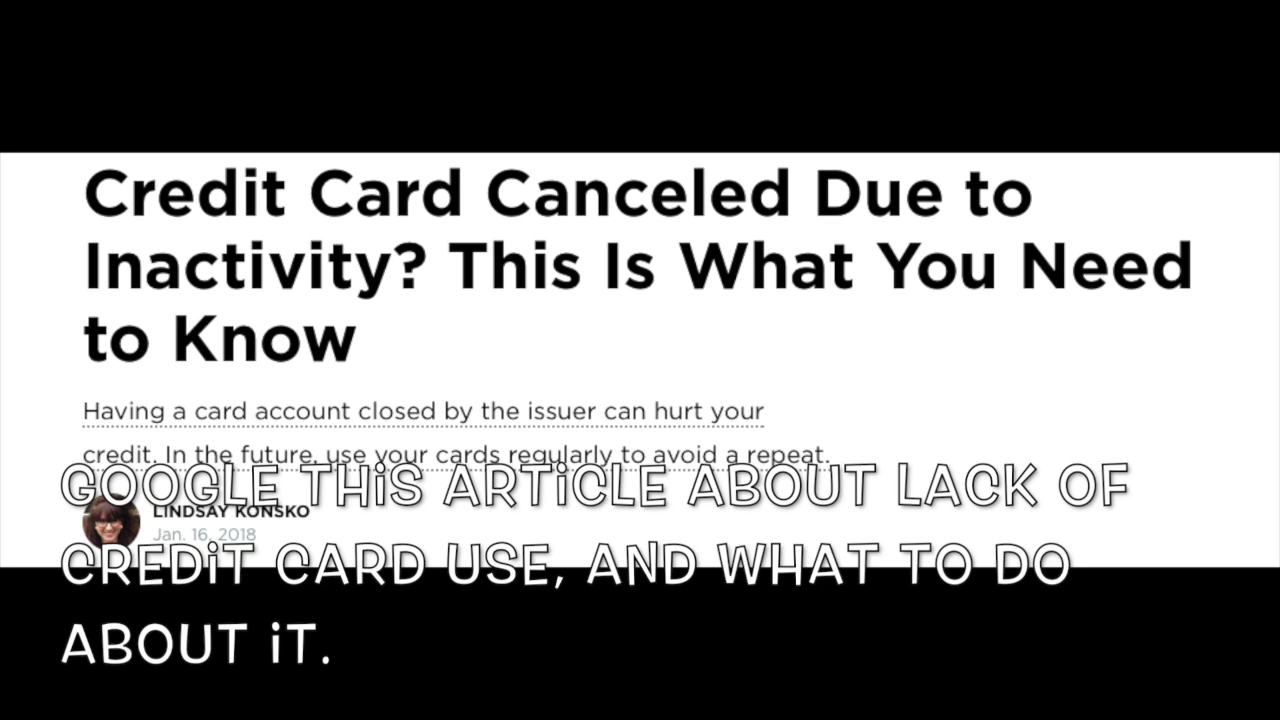 Credit Card Canceled Due to
Inactivity? This Is What You Need
to Know
Having a card account closed by the issuer can hurt your
credit. In the future, use your cards regularly to avoid a repeat.
GOOGLE THiS ARTiCLE ABOUT LACK OF
LINDSAY KONSKO
Jan. 16, 2018
CREDiT CARD USE, AND WHAT TO DO
ABOUT iT.